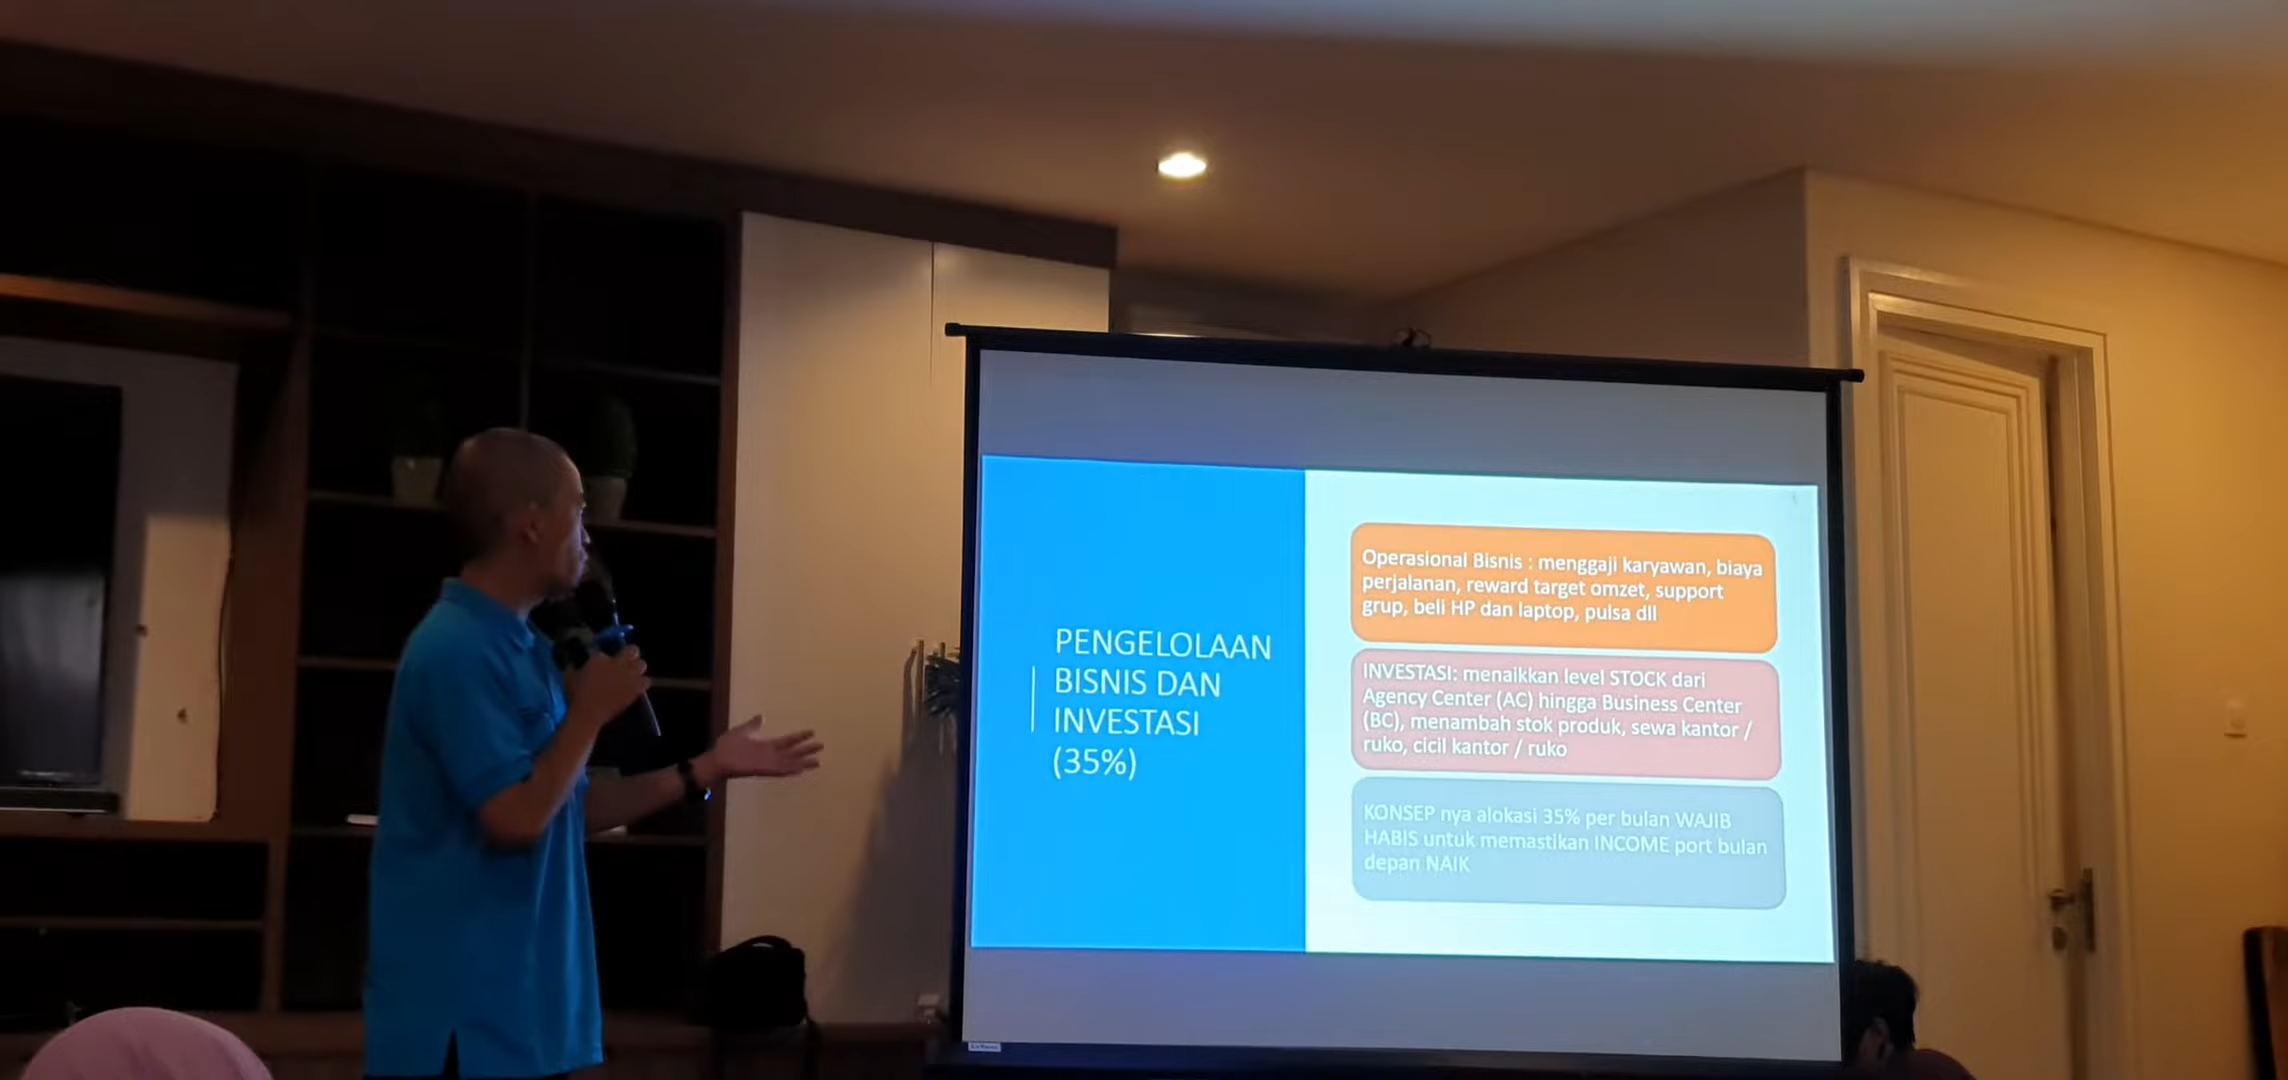 PENGELOLAAN
BISNIS DAN
INVESTASI
(35%)
Operasional Bisnis : menggaji karyawan, biaya
perjalanan, reward target omzet, support
grup, beli HP dan laptop, pulsa dll
INVESTASI: menaikkan level STOCK dari
Agency Center (AC) hingga Business Center
(BC), menambah stok produk, sewa kantor /
ruko, cicil kantor / ruko
KONSEP nya alokasi 35% per bulan WAJIB
HABIS untuk memastikan INCOME port bulan
depan NAIK